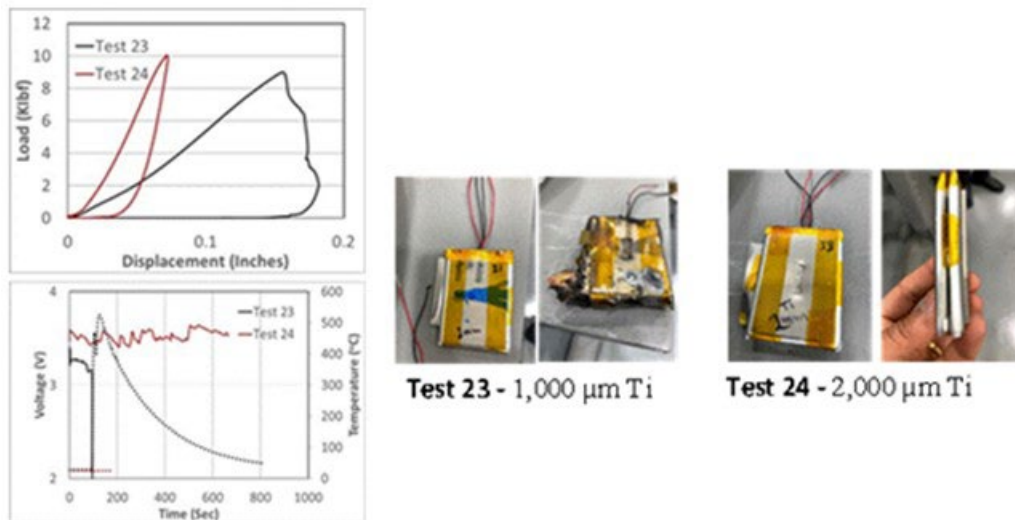 12
10
8
6
4
2
0
Load (Klbf)
Test 23
Test 24
0
0.1
0.2
Displacement (Inches)
4
3
2
Voltage (V)
Test 23
Test 24
600
500
400
300
200
100
0
Temperature (°C)
0
200
400
600
800
1000
Time (Sec)
Test 23 - 1,000 µm Ti
Test 24 - 2,000 µm Ti